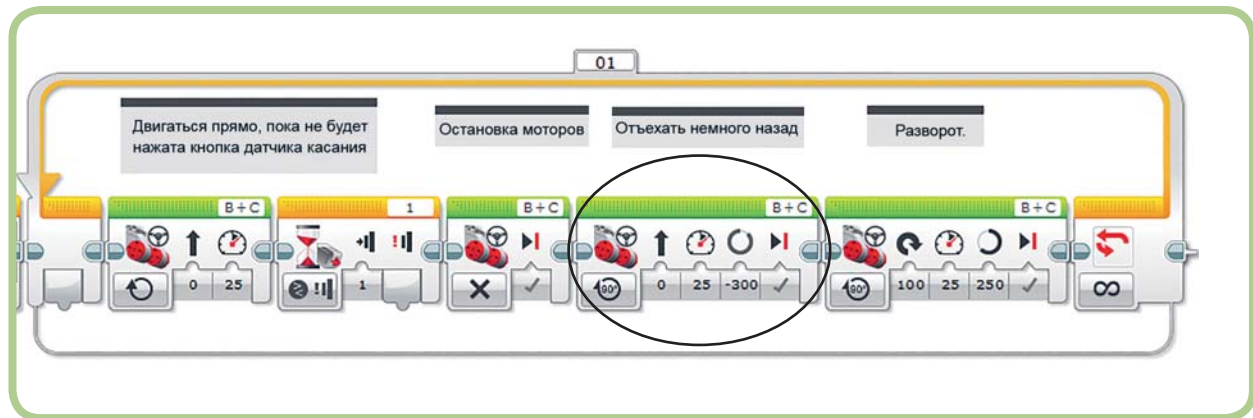 01
Двигаться прямо, пока не будет
нажата кнопка датчика касания
Остановка моторов
Отъехать немного назад
Разворот.
B+C
1
B+C
B+C
B+C
0 25
1
0 25 -300
100 25 250